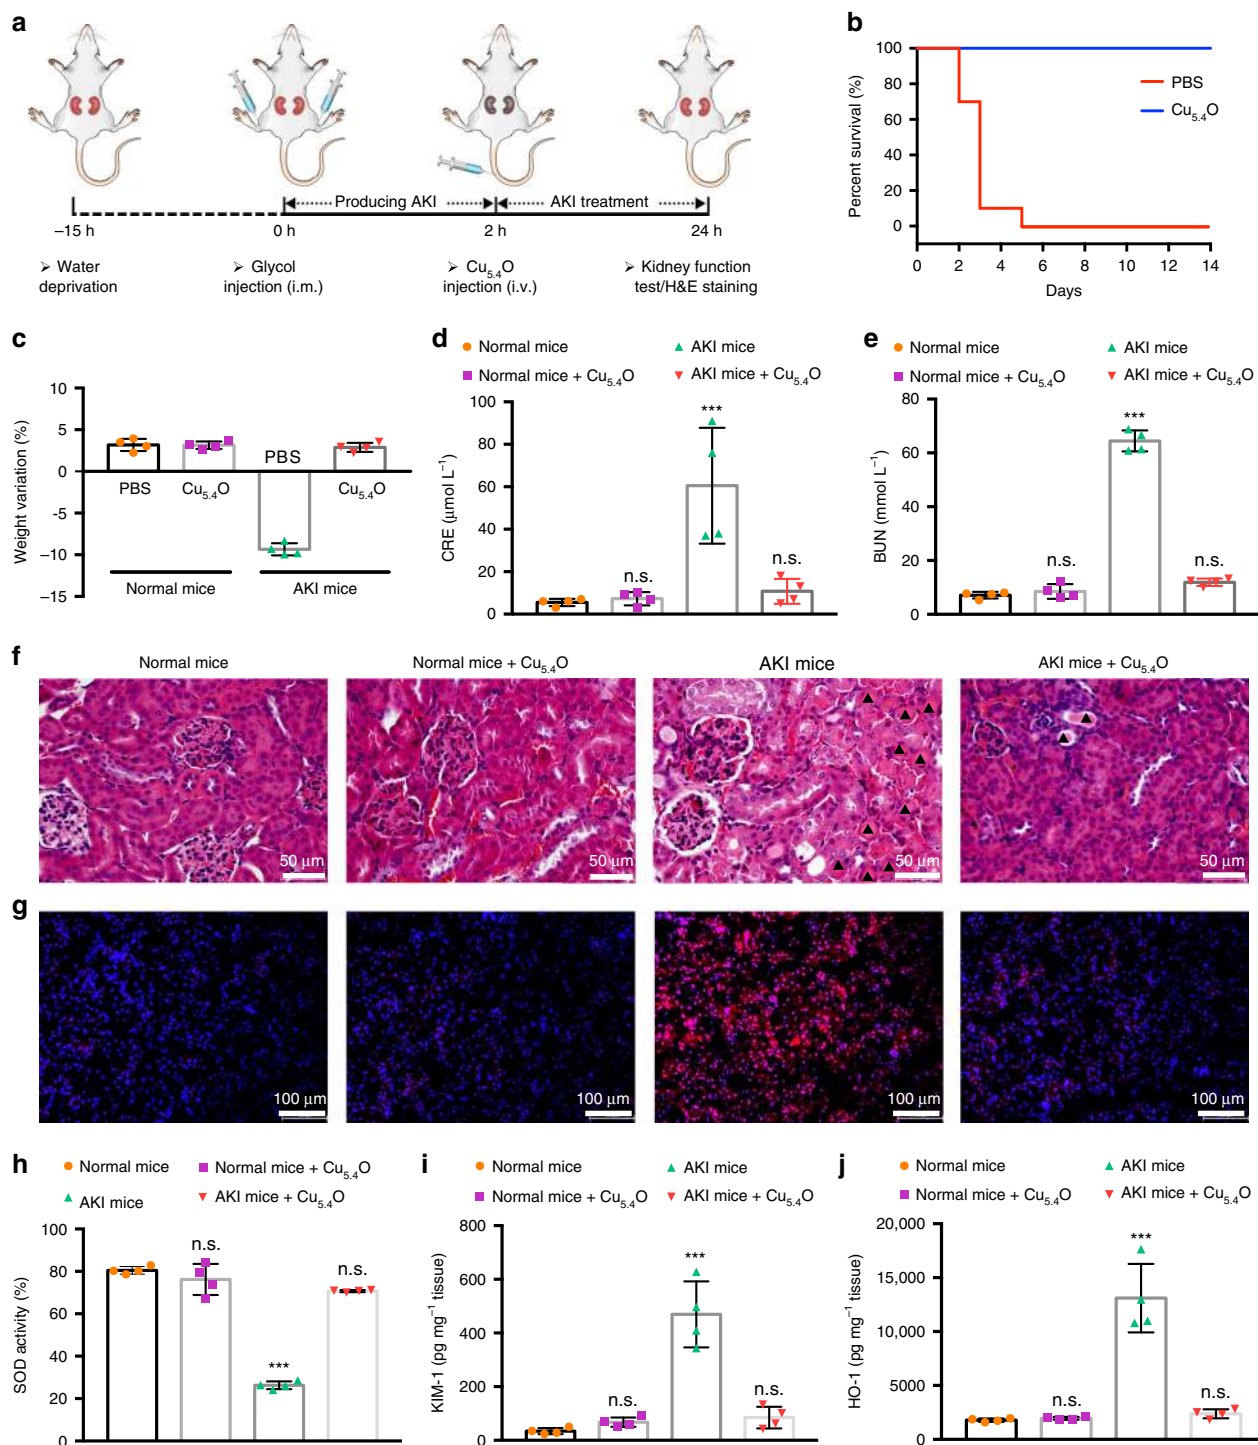 a
–15 h
0 h
2 h
24 h
Producing AKI
AKI treatment
➢ Water
deprivation
➢ Glycol
injection (i.m.)
➢ Cu5.4O
injection (i.v.)
➢ Kidney function
test/H&E staining
b
Percent survival (%)
100
80
60
40
20
0
PBS
Cu5.4O
0 2 4 6 8 10 12 14
Days
c
Weight variation (%)
10
5
0
–5
–10
–15
PBS
Cu5.4O
PBS
Cu5.4O
Normal mice
AKI mice
d
Normal mice
AKI mice
Normal mice + Cu5.4O
AKI mice + Cu5.4O
CRE (μmol L–1)
100
80
60
40
20
0
n.s.
***
n.s.
e
Normal mice
AKI mice
Normal mice + Cu5.4O
AKI mice + Cu5.4O
BUN (mmol L–1)
80
60
40
20
0
n.s.
***
n.s.
f
Normal mice
Normal mice + Cu5.4O
AKI mice
AKI mice + Cu5.4O
50 μm
50 μm
50 μm
50 μm
g
100 μm
100 μm
100 μm
100 μm
h
Normal mice
Normal mice + Cu5.4O
AKI mice
AKI mice + Cu5.4O
SOD activity (%)
100
80
60
40
20
0
n.s.
***
n.s.
i
Normal mice
AKI mice
Normal mice + Cu5.4O
AKI mice + Cu5.4O
KIM-1 (pg mg–1 tissue)
800
600
400
200
0
n.s.
***
n.s.
j
Normal mice
AKI mice
Normal mice + Cu5.4O
AKI mice + Cu5.4O
HO-1 (pg mg–1 tissue)
20,000
15,000
10,000
5000
0
n.s.
***
n.s.